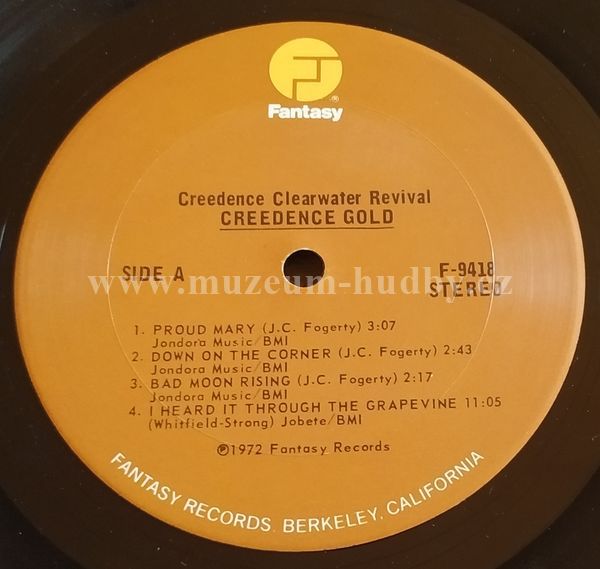 Fantasy
®
Creedence Clearwater Revival
CREEDENCE GOLD
SIDE A
F-9418
STEREO
www.muzeum-hudby.cz
1. PROUD MARY (J.C. Fogerty) 3:07
Jondora Music/BMI
2. DOWN ON THE CORNER (J.C. Fogerty) 2:43
Jondora Music/BMI
3. BAD MOON RISING (J.C. Fogerty) 2:17
Jondora Music/BMI
4. I HEARD IT THROUGH THE GRAPEVINE 11:05
(Whitfield-Strong) Jobete/BMI
℗1972 Fantasy Records
FANTASY RECORDS, BERKELEY, CALIFORNIA